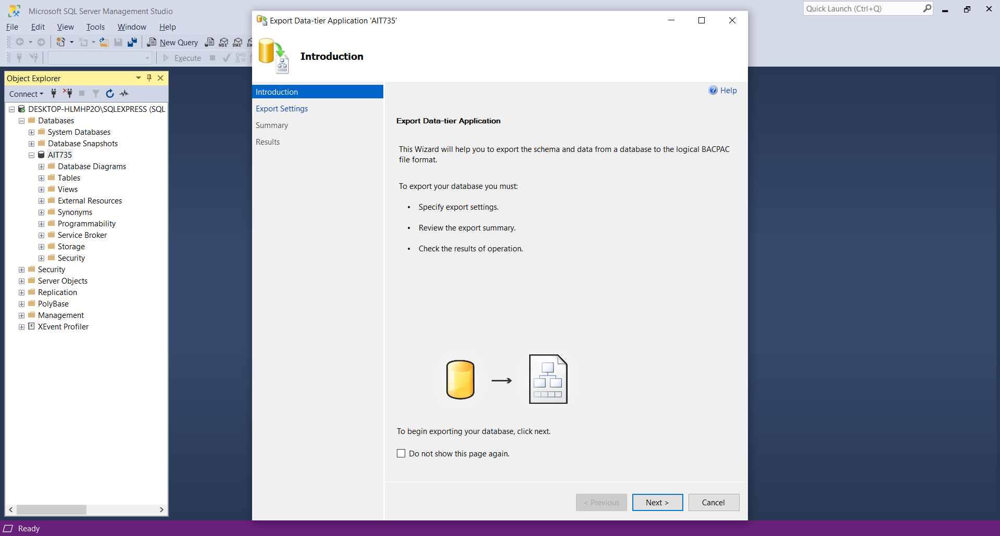 Microsoft SQL Server Management Studio
Quick Launch (Ctrl+Q)
File Edit View Tools Window Help
New Query MDX DMX
Execute
Object Explorer
Connect
DESKTOP-HLMHP2O\SQLEXPRESS (SQL
Databases
System Databases
Database Snapshots
AIT735
Database Diagrams
Tables
Views
External Resources
Synonyms
Programmability
Service Broker
Storage
Security
Security
Server Objects
Replication
PolyBase
Management
XEvent Profiler
Ready
Export Data-tier Application 'AIT735'
Introduction
Introduction
Export Settings
Summary
Results
Help
Export Data-tier Application
This Wizard will help you to export the schema and data from a database to the logical BACPAC
file format.
To export your database you must:
• Specify export settings.
• Review the export summary.
• Check the results of operation.
To begin exporting your database, click next.
Do not show this page again.
< Previous Next > Cancel